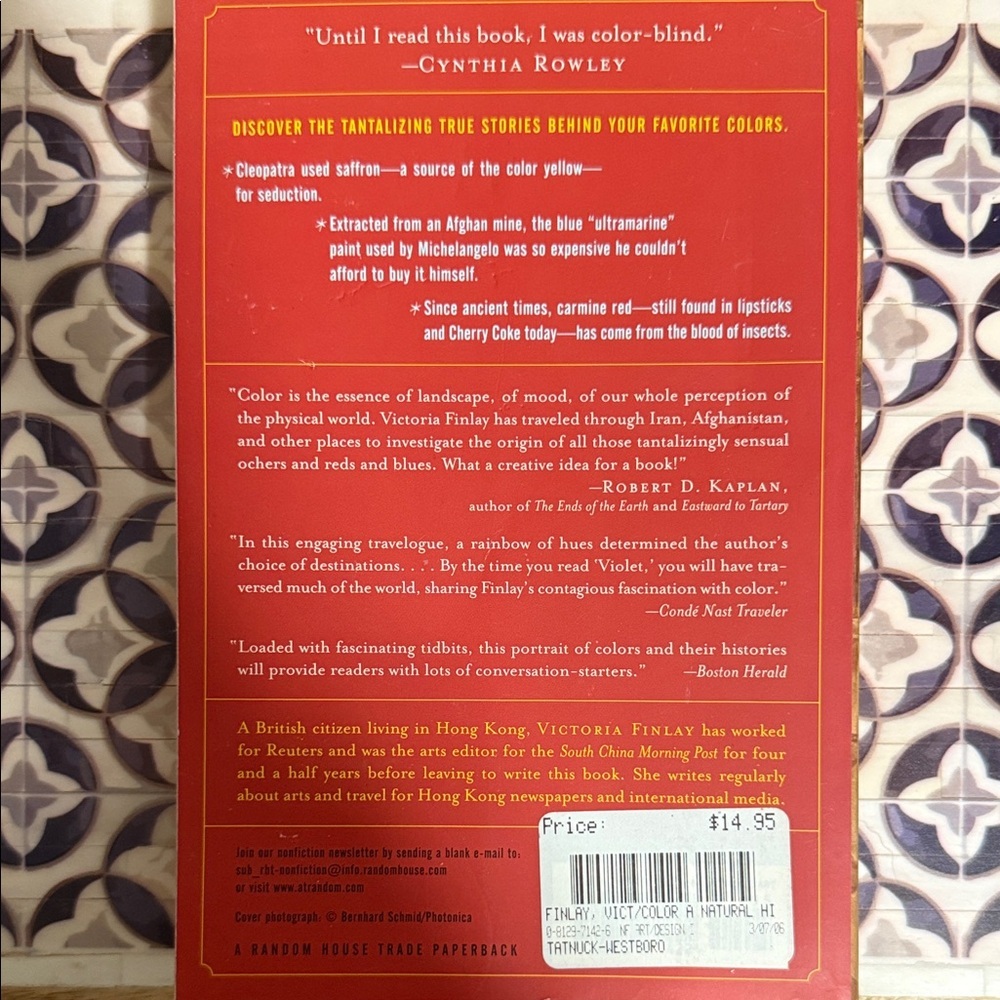 "Until I read this book, I was color-blind."
—CYNTHIA ROWLEY
DISCOVER THE TANTALIZING TRUE STORIES BEHIND YOUR FAVORITE COLORS.
*Cleopatra used saffron—a source of the color yellow—
for seduction.
*Extracted from an Afghan mine, the blue "ultramarine"
paint used by Michelangelo was so expensive he couldn't
afford to buy it himself.
*Since ancient times, carmine red—still found in lipsticks
and Cherry Coke today—has come from the blood of insects.
"Color is the essence of landscape, of mood, of our whole perception of
the physical world. Victoria Finlay has traveled through Iran, Afghanistan,
and other places to investigate the origin of all those tantalizingly sensual
ochers and reds and blues. What a creative idea for a book!"
—ROBERT D. KAPLAN,
author of The Ends of the Earth and Eastward to Tartary
"In this engaging travelogue, a rainbow of hues determined the author's
choice of destinations. . . . By the time you read 'Violet,' you will have tra-
versed much of the world, sharing Finlay's contagious fascination with color."
—Condé Nast Traveler
"Loaded with fascinating tidbits, this portrait of colors and their histories
will provide readers with lots of conversation-starters." —Boston Herald
A British citizen living in Hong Kong, VICTORIA FINLAY has worked
for Reuters and was the arts editor for the South China Morning Post for four
and a half years before leaving to write this book. She writes regularly
about arts and travel for Hong Kong newspapers and international media.
Join our nonfiction newsletter by sending a blank e-mail to:
sub_rht-nonfiction@info.randomhouse.com
or visit www.atrandom.com
Cover photograph: © Bernhard Schmid/Photonica
A RANDOM HOUSE TRADE PAPERBACK
Price: $14.95
FINLAY, VICT/COLOR A NATURAL HI
0-8129-7142-6 NF ART/DESIGN 3/07/06
TATNUCK-WESTBORO